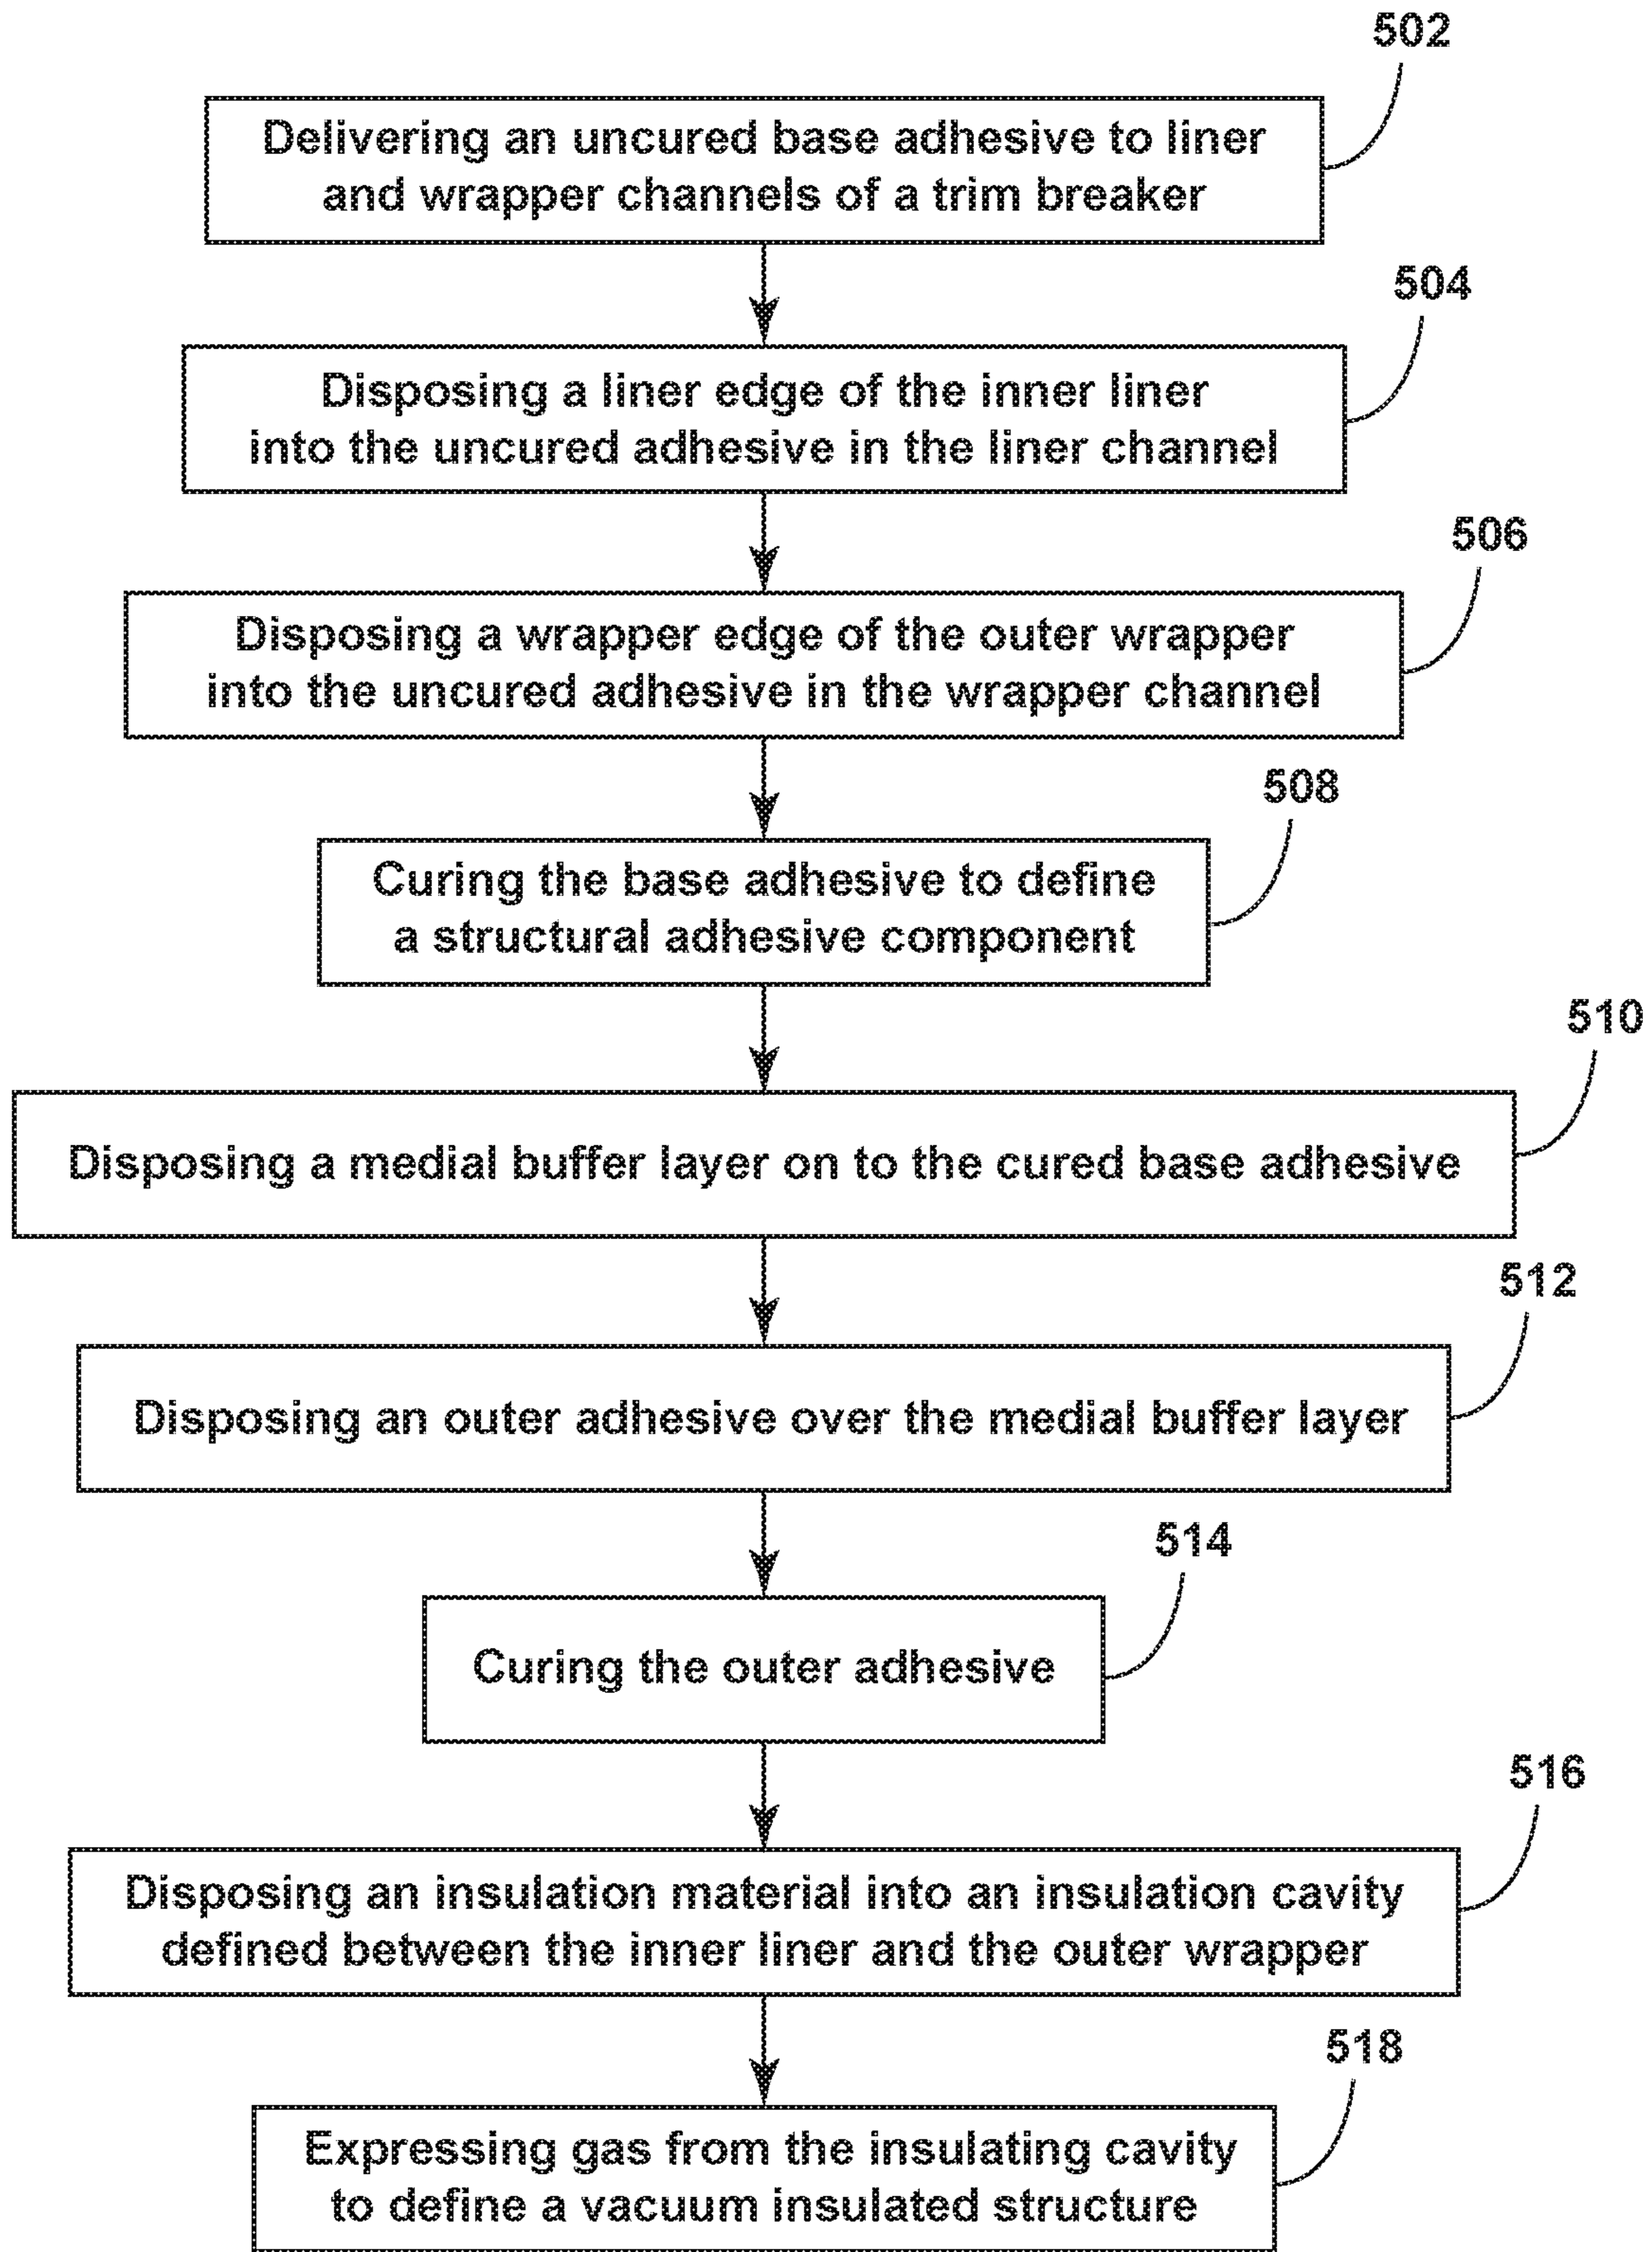 502
Delivering an uncured base adhesive to liner
and wrapper channels of a trim breaker
504
Disposing a liner edge of the inner liner
into the uncured adhesive in the liner channel
506
Disposing a wrapper edge of the outer wrapper
into the uncured adhesive in the wrapper channel
508
Curing the base adhesive to define
a structural adhesive component
510
Disposing a medial buffer layer on to the cured base adhesive
512
Disposing an outer adhesive over the medial buffer layer
514
Curing the outer adhesive
516
Disposing an insulation material into an insulation cavity
defined between the inner liner and the outer wrapper
518
Expressing gas from the insulating cavity
to define a vacuum insulated structure